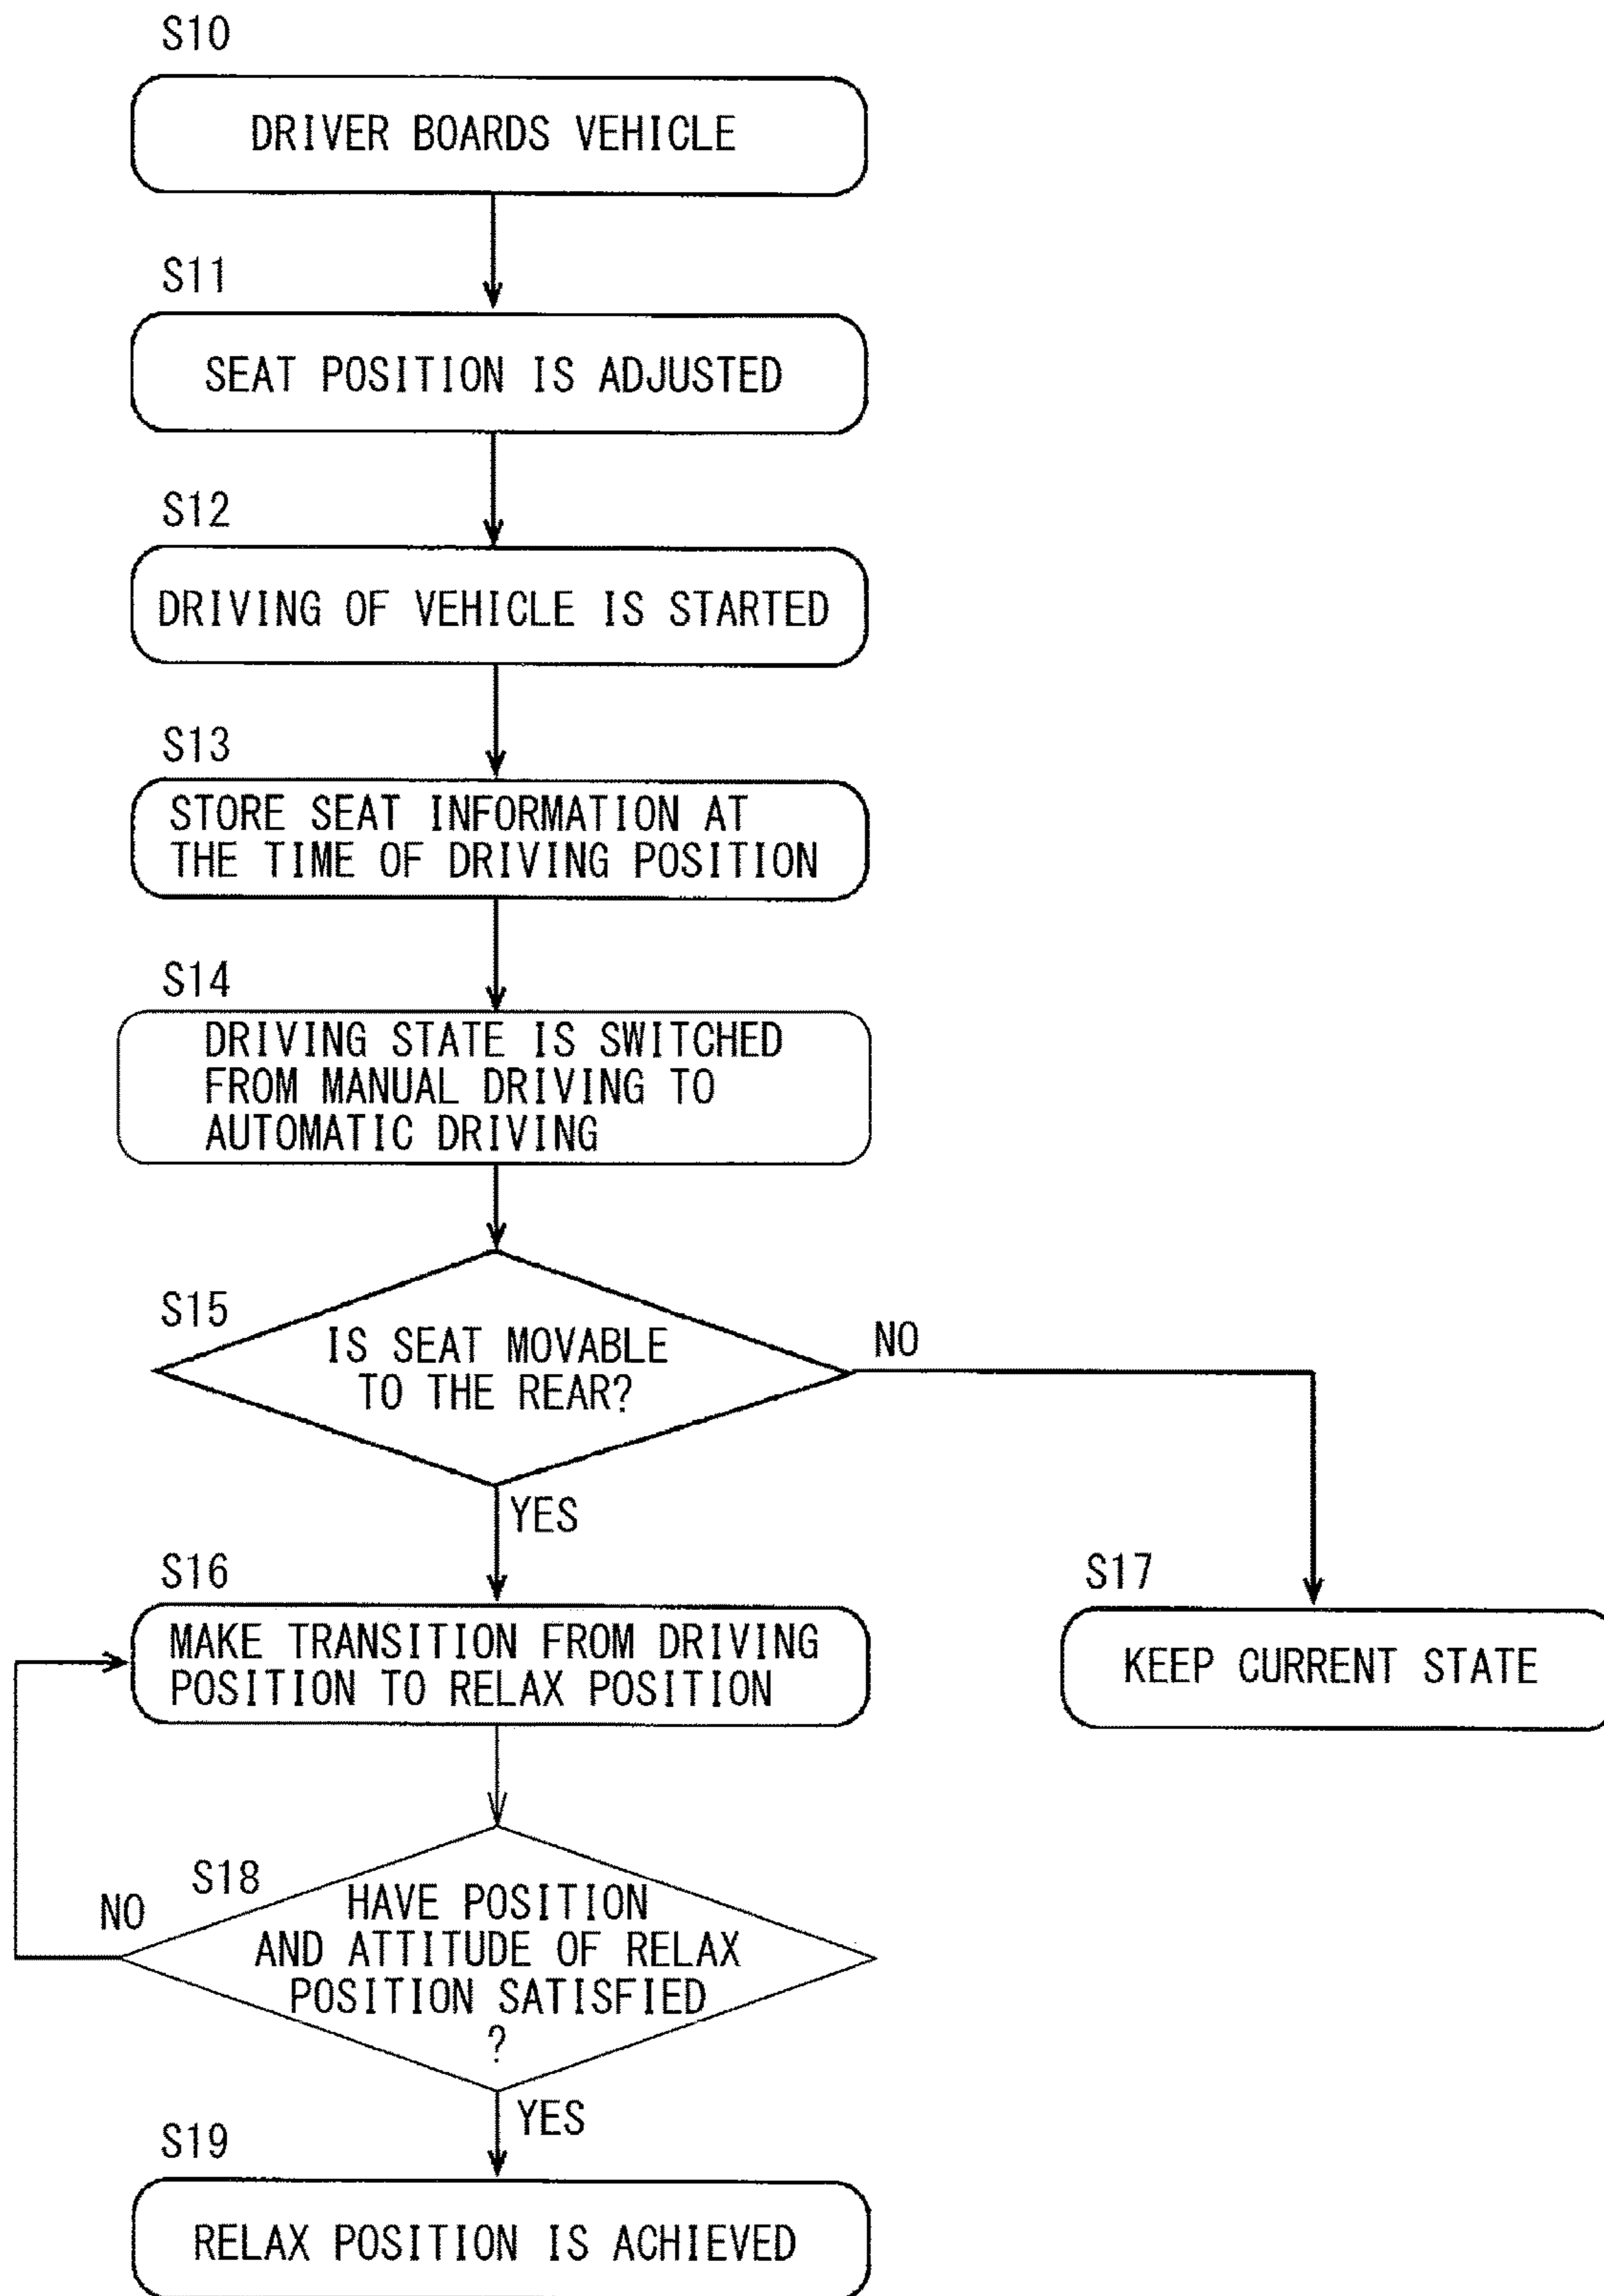 S10
DRIVER BOARDS VEHICLE
S11
SEAT POSITION IS ADJUSTED
S12
DRIVING OF VEHICLE IS STARTED
S13
STORE SEAT INFORMATION AT
THE TIME OF DRIVING POSITION
S14
DRIVING STATE IS SWITCHED
FROM MANUAL DRIVING TO
AUTOMATIC DRIVING
S15
IS SEAT MOVABLE
TO THE REAR?
NO
YES
S16
MAKE TRANSITION FROM DRIVING
POSITION TO RELAX POSITION
S17
KEEP CURRENT STATE
S18
NO
HAVE POSITION
AND ATTITUDE OF RELAX
POSITION SATISFIED
?
YES
S19
RELAX POSITION IS ACHIEVED